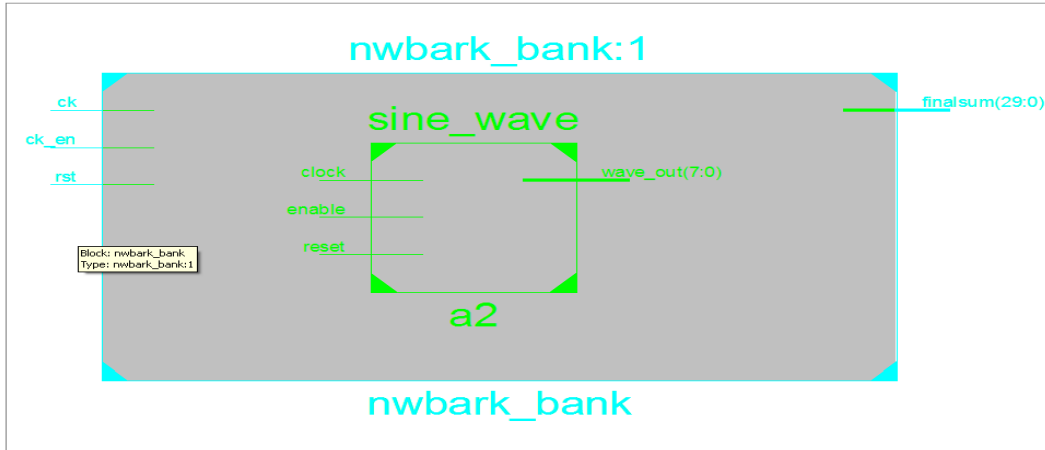 nwbark_bank:1
ck
finalsum(29:0)
sine_wave
ck_en
clock
wave_out(7:0)
rst
enable
reset
Block: nwbark_bank
Type: nwbark_bank:1
a2
nwbark_bank